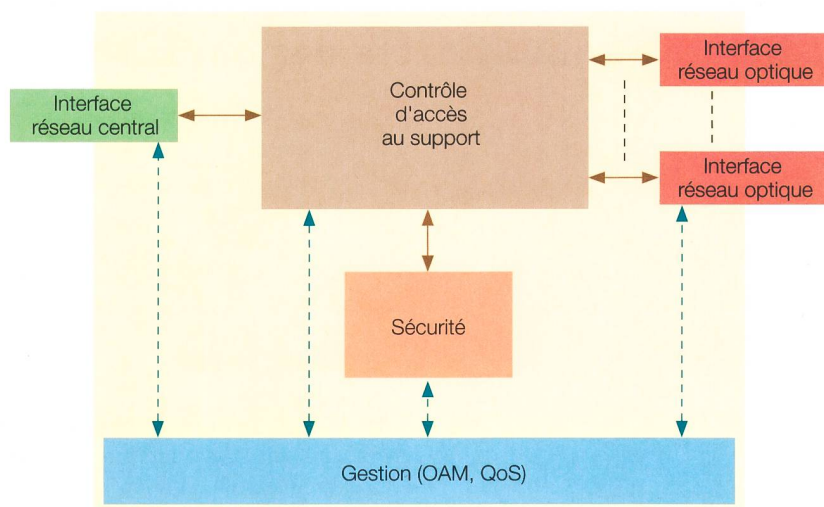 Interface
réseau central
Contrôle
d'accès
au support
Interface
réseau optique
Interface
réseau optique
Sécurité
Gestion (OAM, QoS)